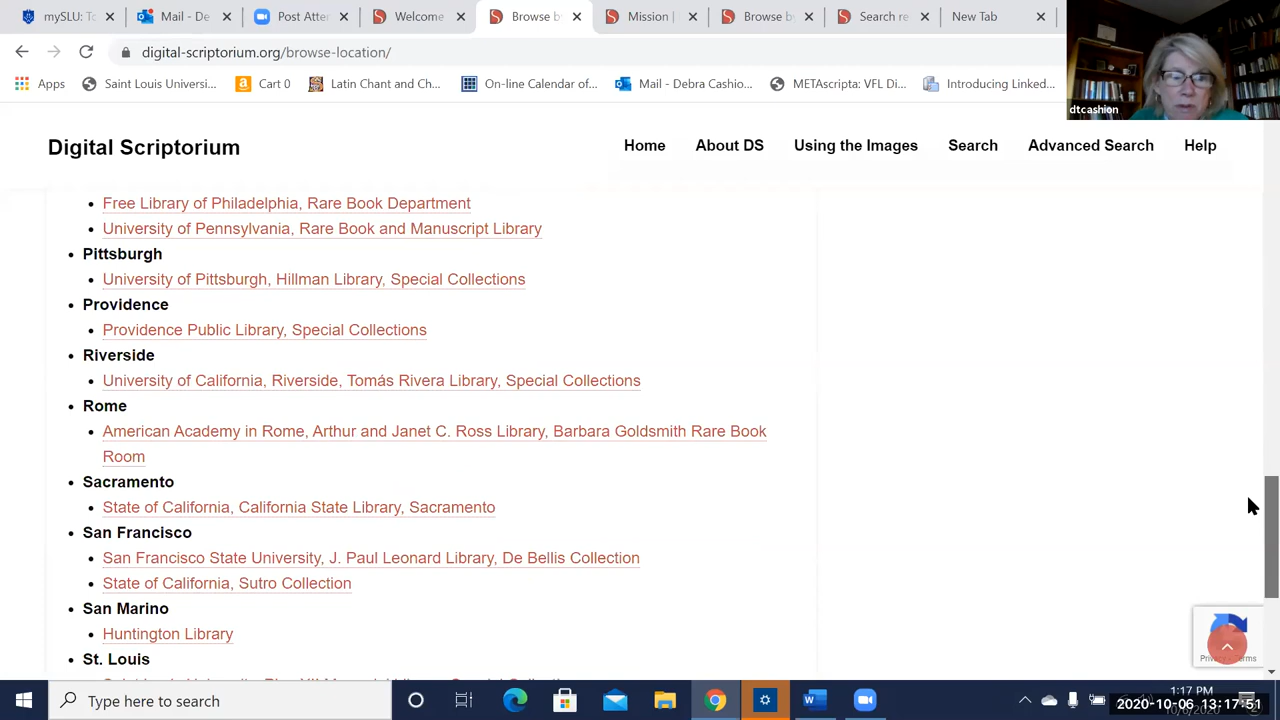 mySLU: To
Mail - De
Post Atter
Welcome
Browse by
Mission |
Browse by
Search re
New Tab
digital-scriptorium.org/browse-location/
Apps
Saint Louis Universi...
Cart 0
Latin Chant and Ch...
On-line Calendar of...
Mail - Debra Cashio...
METAscripta: VFL Di...
Introducing Linked...
dtcashion
Digital Scriptorium
Home
About DS
Using the Images
Search
Advanced Search
Help
Free Library of Philadelphia, Rare Book Department
University of Pennsylvania, Rare Book and Manuscript Library
Pittsburgh
University of Pittsburgh, Hillman Library, Special Collections
Providence
Providence Public Library, Special Collections
Riverside
University of California, Riverside, Tomás Rivera Library, Special Collections
Rome
American Academy in Rome, Arthur and Janet C. Ross Library, Barbara Goldsmith Rare Book
Room
Sacramento
State of California, California State Library, Sacramento
San Francisco
San Francisco State University, J. Paul Leonard Library, De Bellis Collection
State of California, Sutro Collection
San Marino
Huntington Library
St. Louis
Privacy - Terms
Type here to search
1:17 PM
2020-10-06 13:17:51